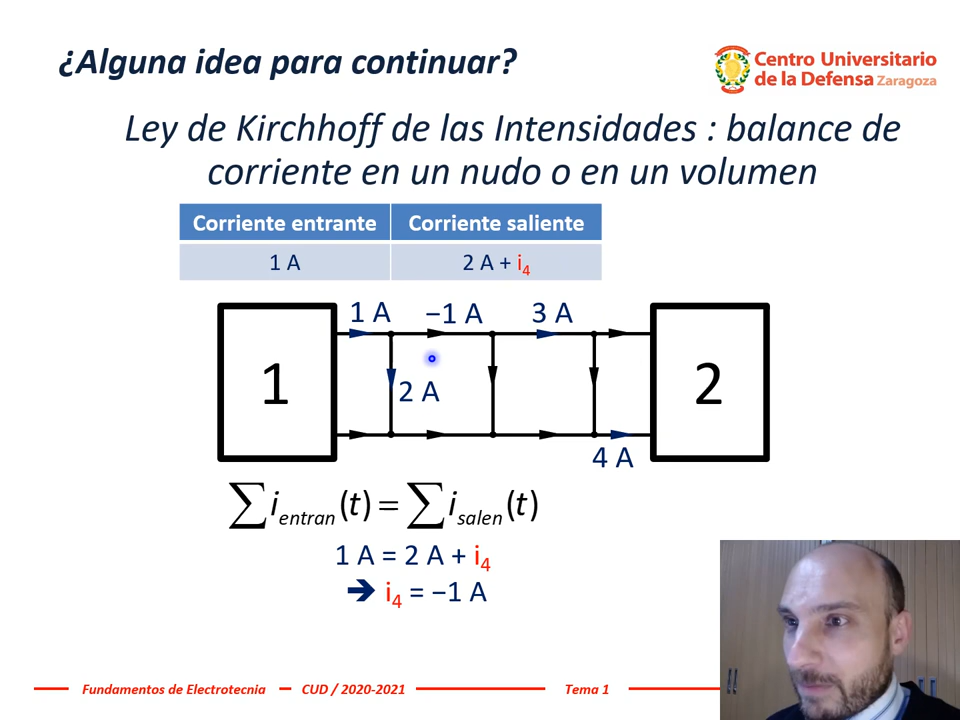 ¿Alguna idea para continuar?
Centro Universitario
de la Defensa Zaragoza
Ley de Kirchhoff de las Intensidades : balance de
corriente en un nudo o en un volumen
Corriente entrante Corriente saliente
1 A 2 A + i₄
1 A −1 A 3 A
1 2
2 A
4 A
∑ i entran (t) = ∑ i salen (t)
1 A = 2 A + i₄
➔ i₄ = −1 A
Fundamentos de Electrotecnia CUD / 2020-2021 Tema 1